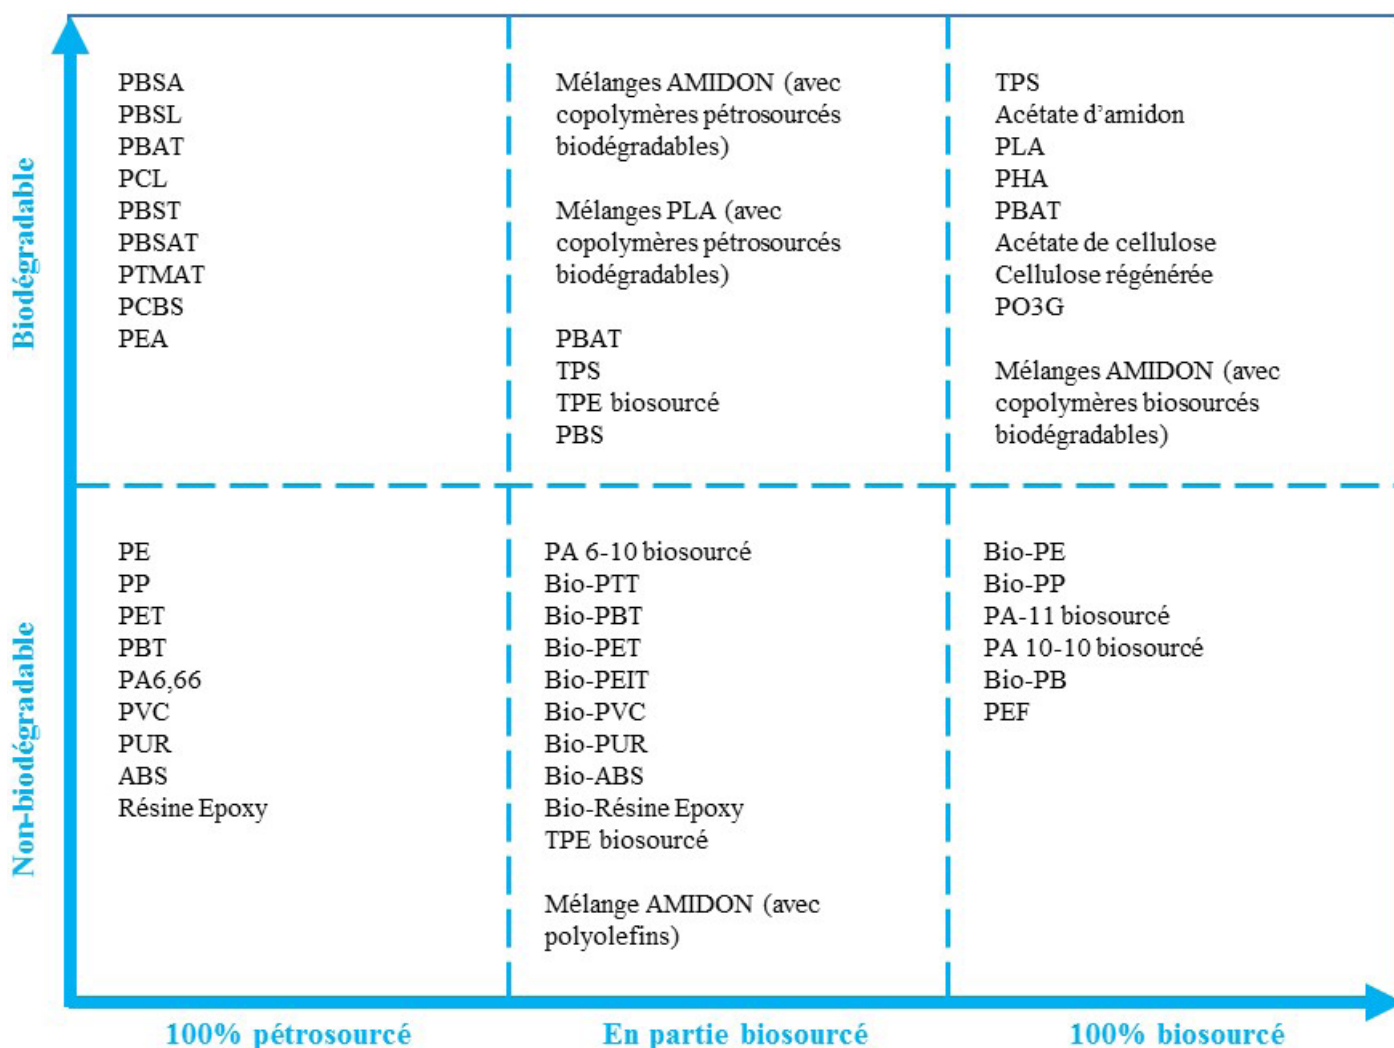 Biodégradable
PBSA
PBSL
PBAT
PCL
PBST
PBSAT
PTMAT
PCBS
PEA
Mélanges AMIDON (avec
copolymères pétrosourcés
biodégradables)
Mélanges PLA (avec
copolymères pétrosourcés
biodégradables)
PBAT
TPS
TPE biosourcé
PBS
TPS
Acétate d’amidon
PLA
PHA
PBAT
Acétate de cellulose
Cellulose régénérée
PO3G
Mélanges AMIDON (avec
copolymères biosourcés
biodégradables)
Non-biodégradable
PE
PP
PET
PBT
PA6,66
PVC
PUR
ABS
Résine Epoxy
PA 6-10 biosourcé
Bio-PTT
Bio-PBT
Bio-PET
Bio-PEIT
Bio-PVC
Bio-PUR
Bio-ABS
Bio-Résine Epoxy
TPE biosourcé
Mélange AMIDON (avec
polyolefins)
Bio-PE
Bio-PP
PA-11 biosourcé
PA 10-10 biosourcé
Bio-PB
PEF
100% pétrosourcé
En partie biosourcé
100% biosourcé